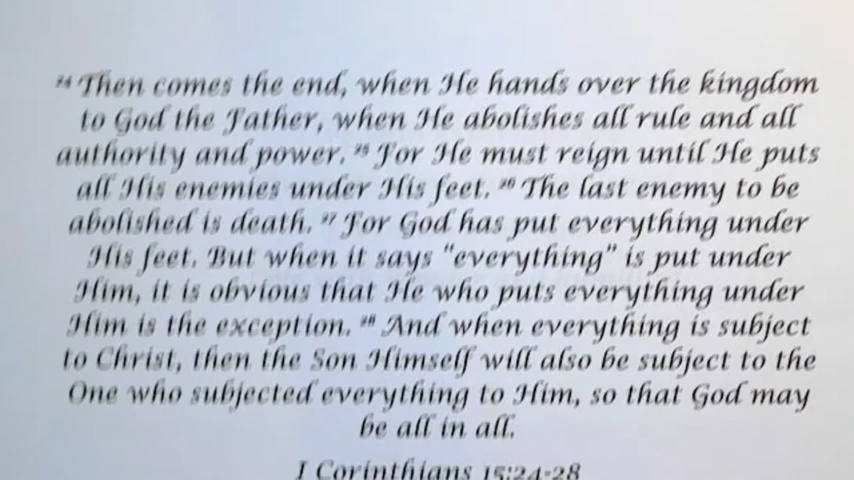 24 Then comes the end, when He hands over the kingdom
to God the Father, when He abolishes all rule and all
authority and power. 25 For He must reign until He puts
all His enemies under His feet. 26 The last enemy to be
abolished is death. 27 For God has put everything under
His feet. But when it says "everything" is put under
Him, it is obvious that He who puts everything under
Him is the exception. 28 And when everything is subject
to Christ, then the Son Himself will also be subject to the
One who subjected everything to Him, so that God may
be all in all.
I Corinthians 15:24-28